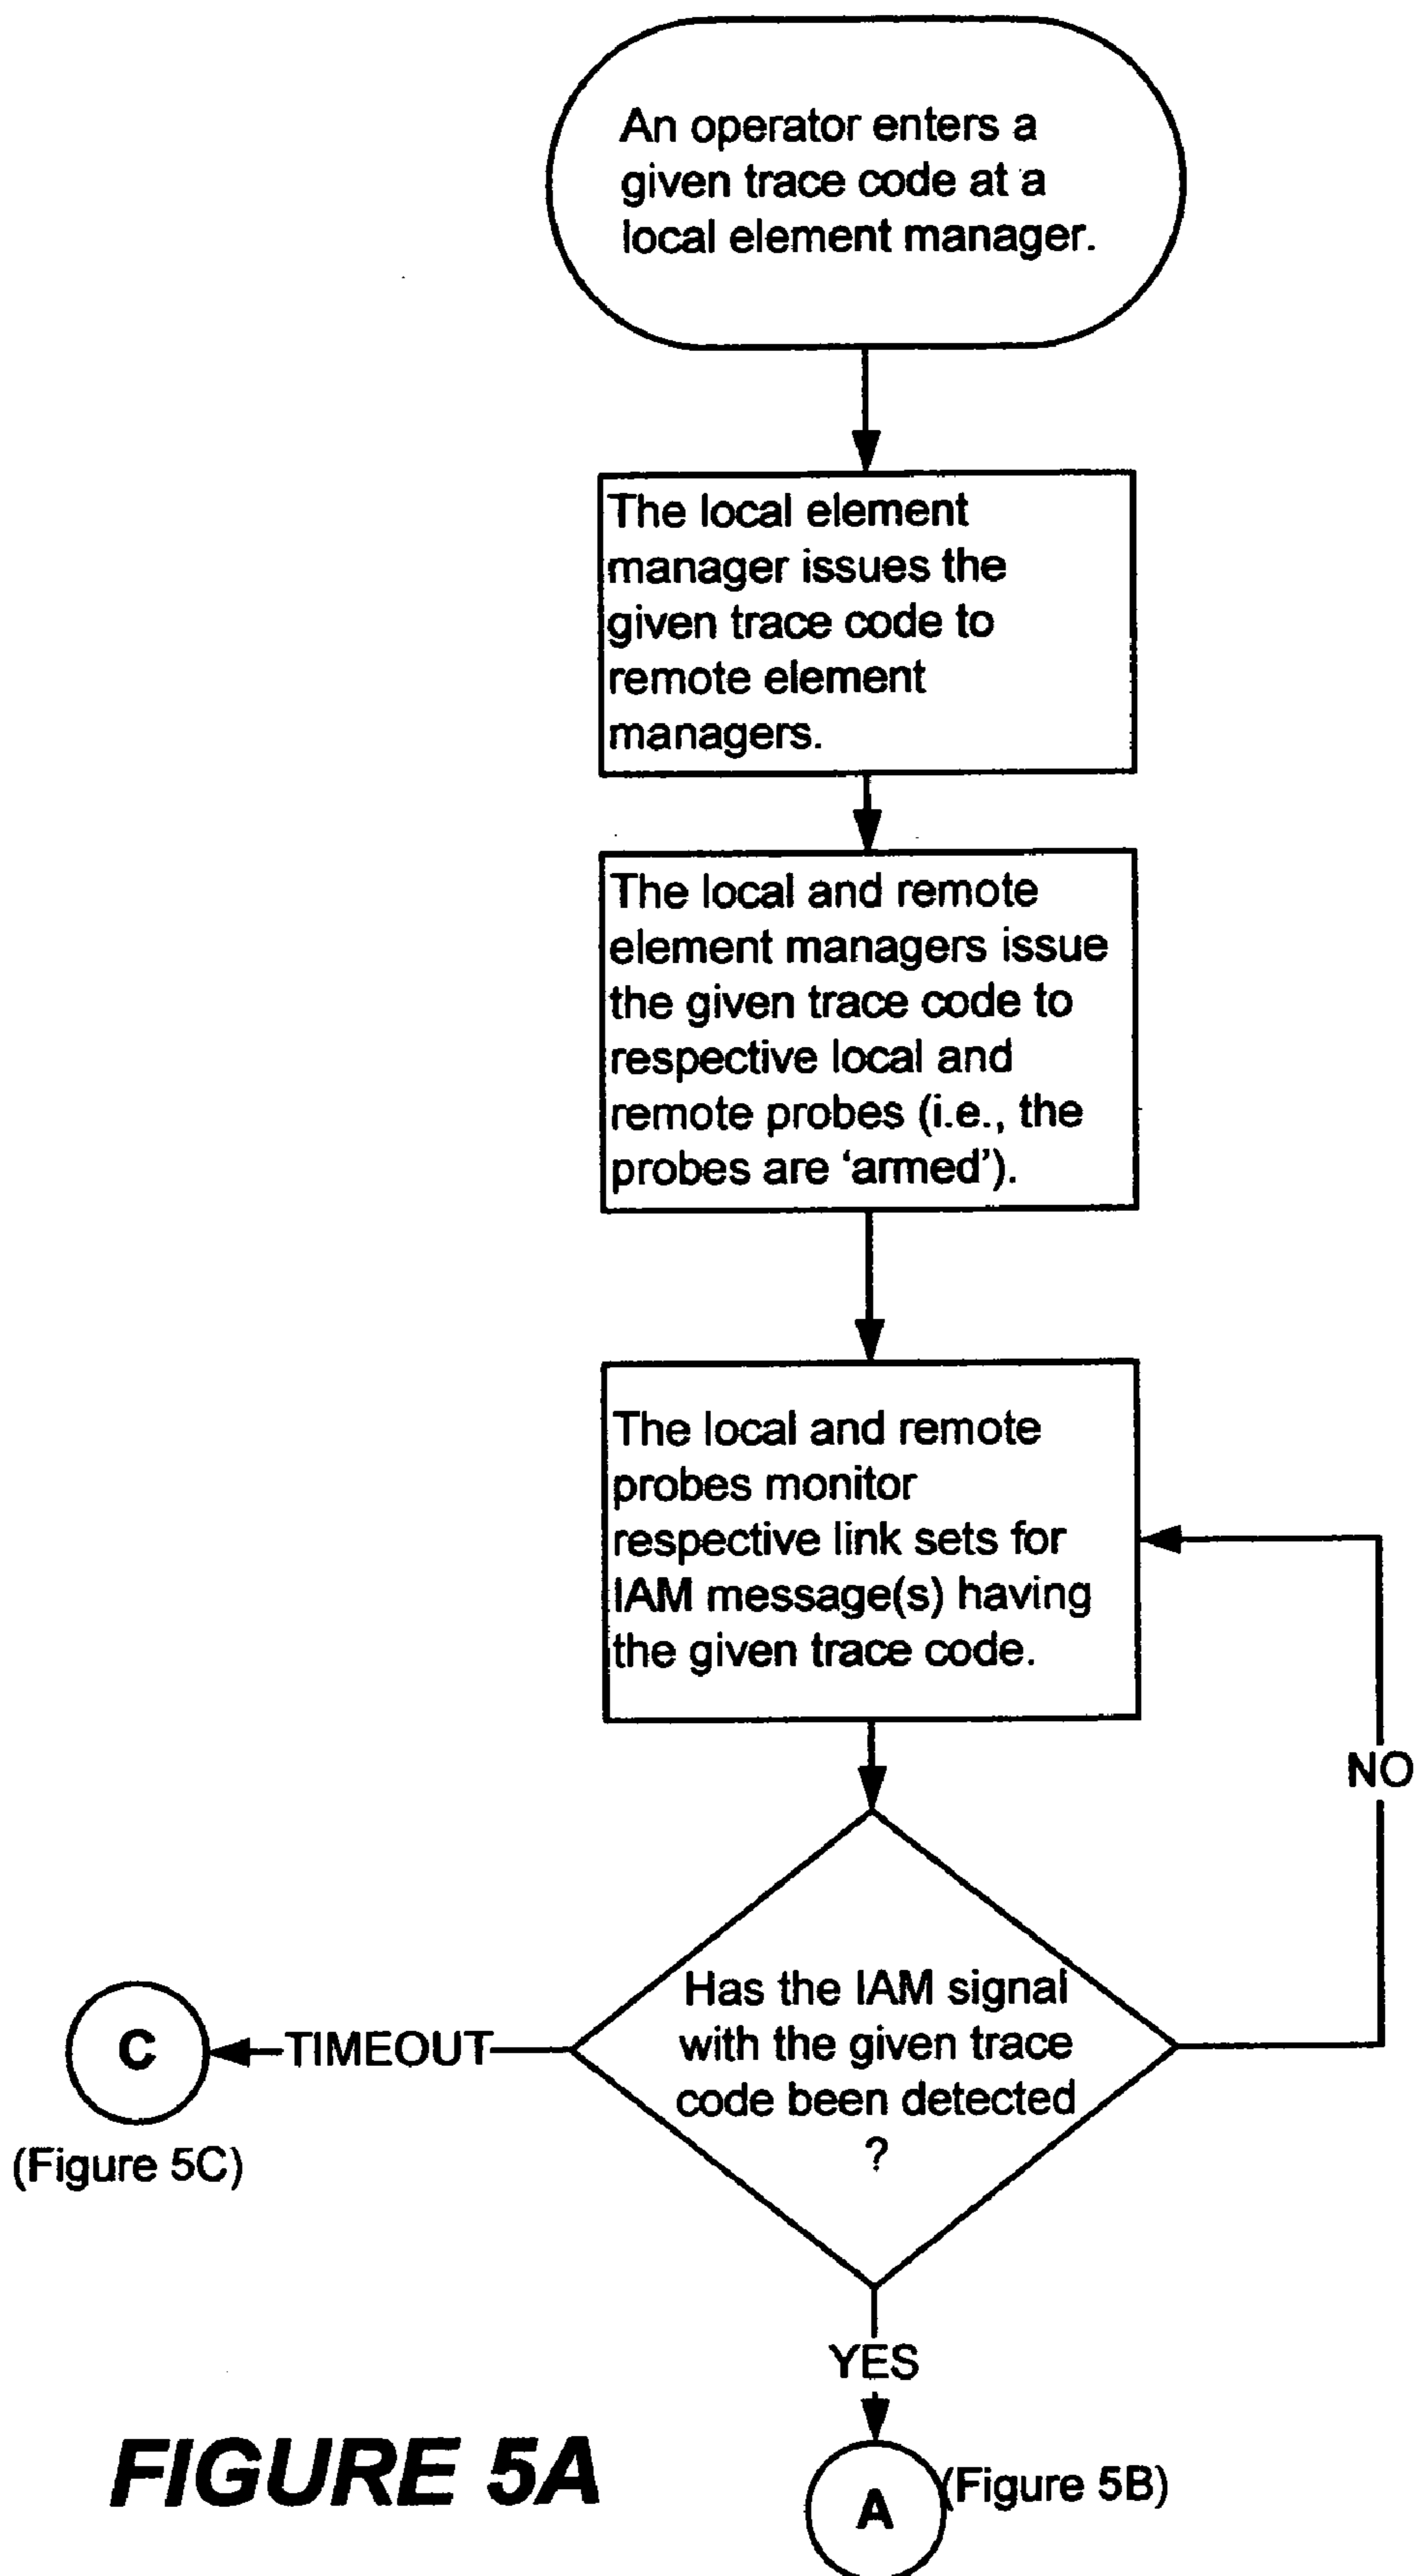 An operator enters a
given trace code at a
local element manager.
The local element
manager issues the
given trace code to
remote element
managers.
The local and remote
element managers issue
the given trace code to
respective local and
remote probes (i.e., the
probes are ‘armed’).
The local and remote
probes monitor
respective link sets for
IAM message(s) having
the given trace code.
NO
Has the IAM signal
with the given trace
code been detected
?
TIMEOUT
C
(Figure 5C)
YES
A
(Figure 5B)
FIGURE 5A